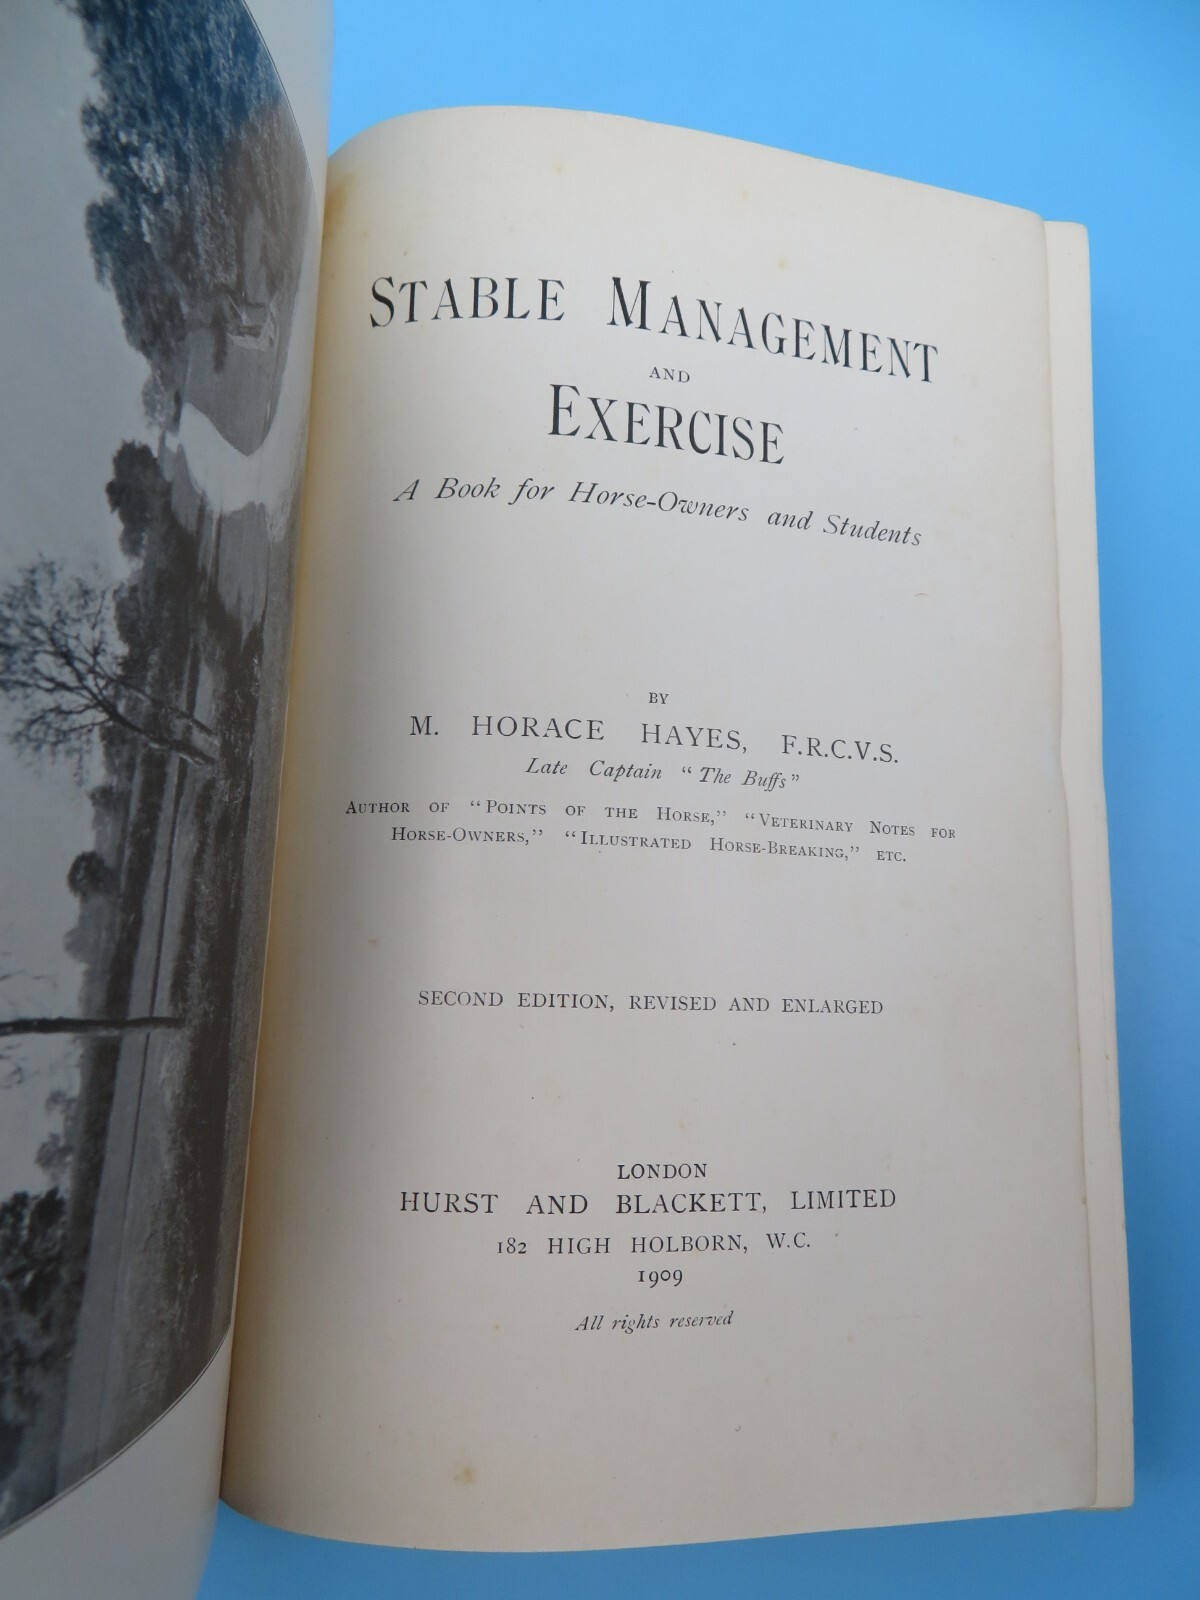 STABLE MANAGEMENT
AND
EXERCISE
A Book for Horse-Owners and Students
BY
M. HORACE HAYES, F.R.C.V.S.
Late Captain “The Buffs”
AUTHOR OF “POINTS OF THE HORSE,” “VETERINARY NOTES FOR
HORSE-OWNERS,” “ILLUSTRATED HORSE-BREAKING,” ETC.
SECOND EDITION, REVISED AND ENLARGED
LONDON
HURST AND BLACKETT, LIMITED
182 HIGH HOLBORN, W.C.
1909
All rights reserved